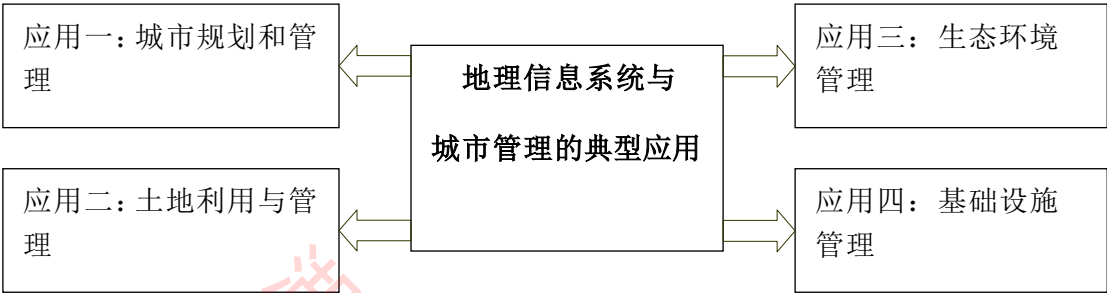 应用一：城市规划和管
理
地理信息系统与
城市管理的典型应用
应用三：生态环境
管理
应用二：土地利用与管
理
应用四：基础设施
管理